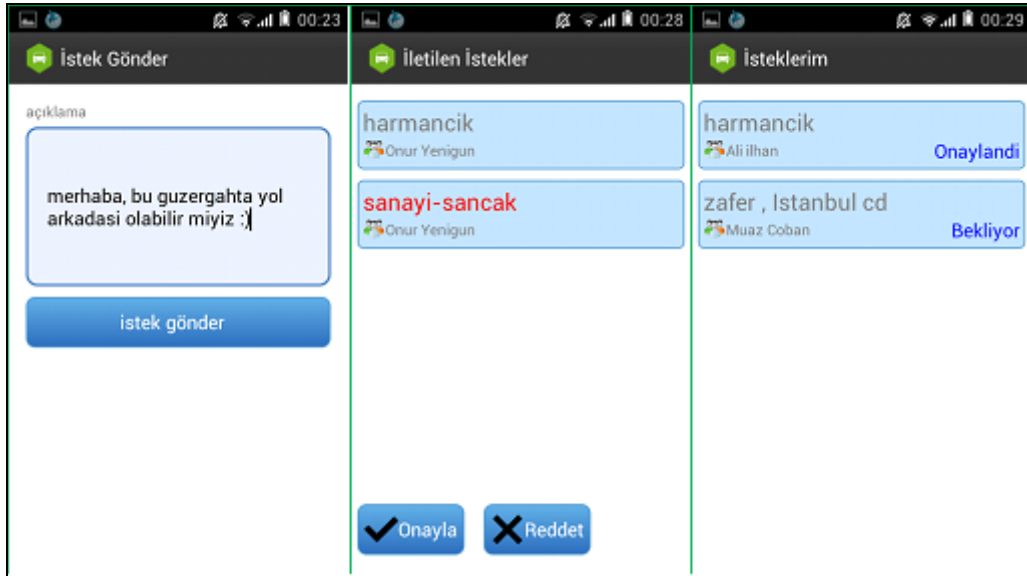 00:23
İstek Gönder
açıklama
merhaba, bu guzergahta yol
arkadasi olabilir miyiz :)
istek gönder
00:28
İletilen İstekler
harmancik
Onur Yenigun
sanayi-sancak
Onur Yenigun
Onayla
Reddet
00:29
İsteklerim
harmancik
Ali ilhan
Onaylandi
zafer , Istanbul cd
Muaz Coban
Bekliyor